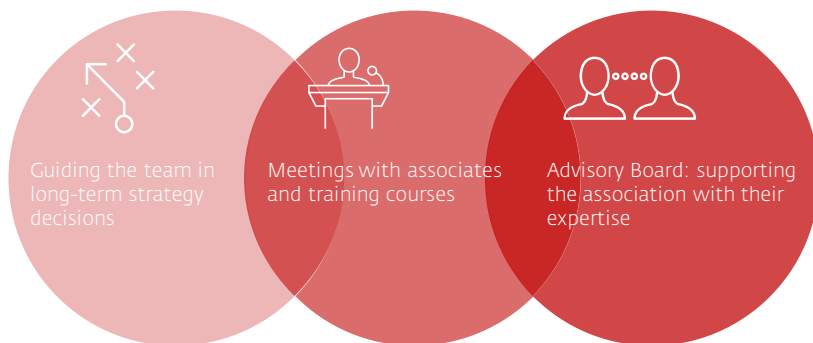 Guiding the team in
long-term strategy
decisions
Meetings with associates
and training courses
Advisory Board: supporting
the association with their
expertise